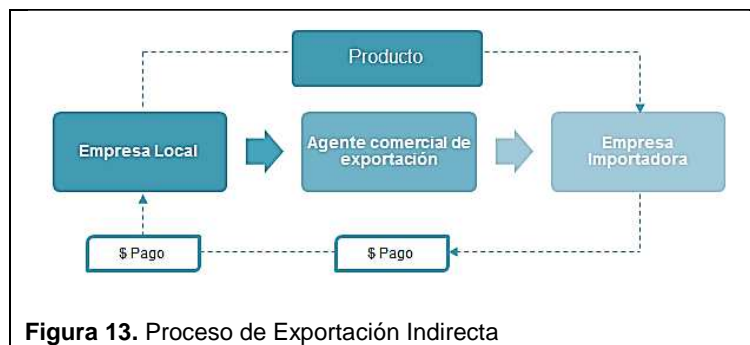 Producto
Empresa Local
Agente comercial de
exportación
Empresa
Importadora
$ Pago
$ Pago
Figura 13. Proceso de Exportación Indirecta